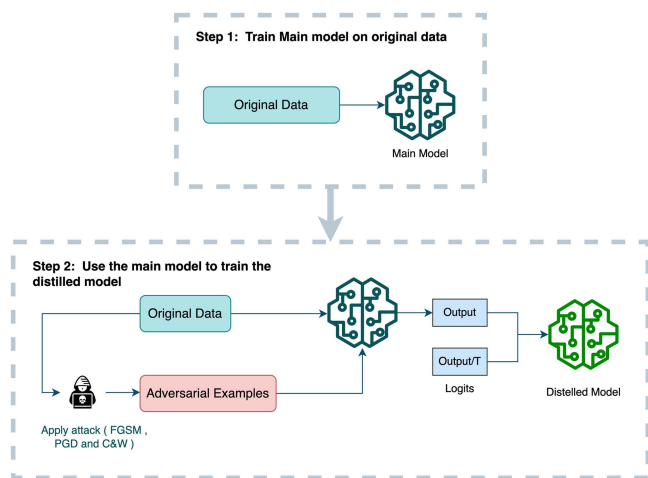 Step 1:  Train Main model on original data
Original Data
Main Model
Step 2:  Use the main model to train the
distilled model
Original Data
Output
Adversarial Examples
Output/T
Logits
Distelled Model
Apply attack ( FGSM ,
PGD and C&W )